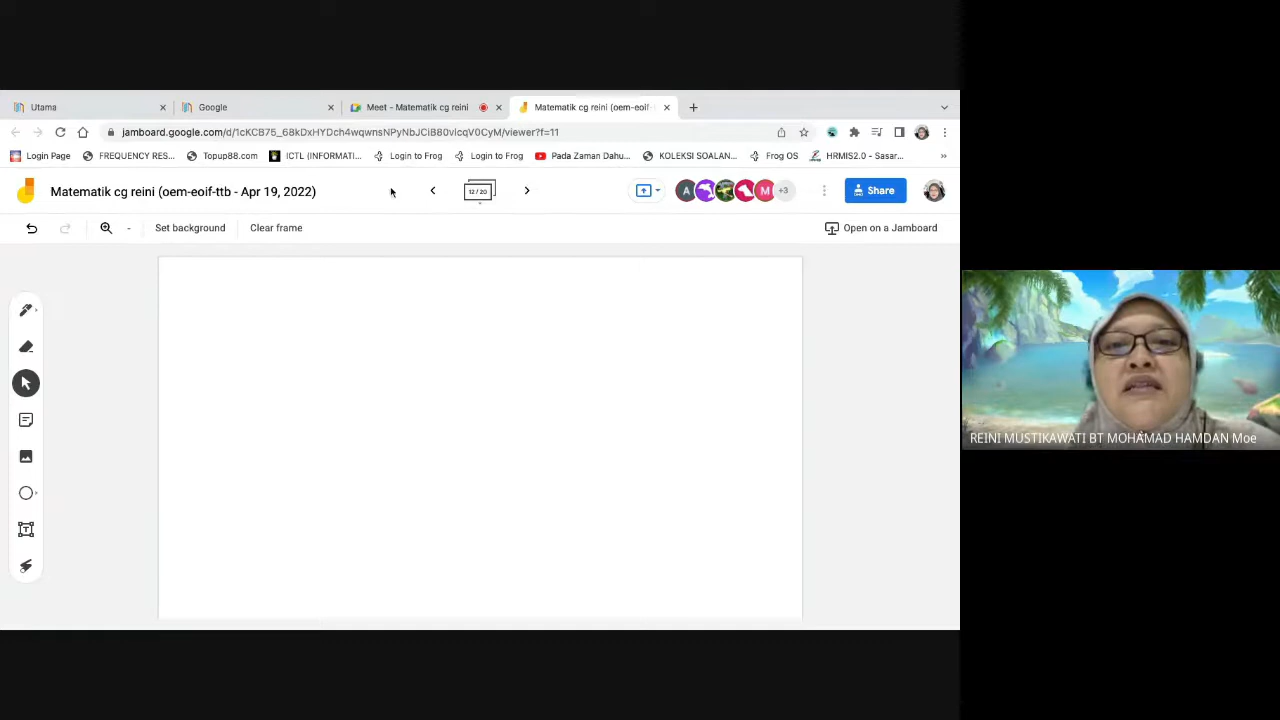 Utama
Google
Meet - Matematik cg reini
Matematik cg reini (oem-eoif-
jamboard.google.com/d/1cKCB75_68kDxHYDch4wqwnsNPyNbJCiB80vlcqV0CyM/viewer?f=11
Login Page
FREQUENCY RES...
Topup88.com
ICTL (INFORMATI...
Login to Frog
Login to Frog
Pada Zaman Dahu...
KOLEKSI SOALAN...
Frog OS
HRMIS2.0 - Sasar...
»
Matematik cg reini (oem-eoif-ttb - Apr 19, 2022)
12 / 20
A
M
+3
Share
Set background
Clear frame
Open on a Jamboard
T
REINI MUSTIKAWATI BT MOHAMAD HAMDAN Moe